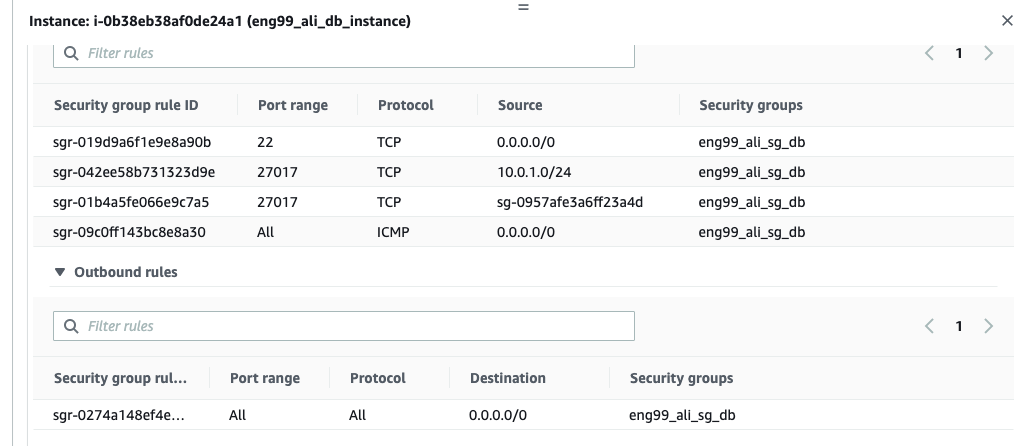 Instance: i-0b38eb38af0de24a1 (eng99_ali_db_instance)
Filter rules 1
Security group rule ID Port range Protocol Source Security groups
sgr-019d9a6f1e9e8a90b 22 TCP 0.0.0.0/0 eng99_ali_sg_db
sgr-042ee58b731323d9e 27017 TCP 10.0.1.0/24 eng99_ali_sg_db
sgr-01b4a5fe066e9c7a5 27017 TCP sg-0957afe3a6ff23a4d eng99_ali_sg_db
sgr-09c0ff143bc8e8a30 All ICMP 0.0.0.0/0 eng99_ali_sg_db
Outbound rules
Filter rules 1
Security group rul... Port range Protocol Destination Security groups
sgr-0274a148ef4e... All All 0.0.0.0/0 eng99_ali_sg_db